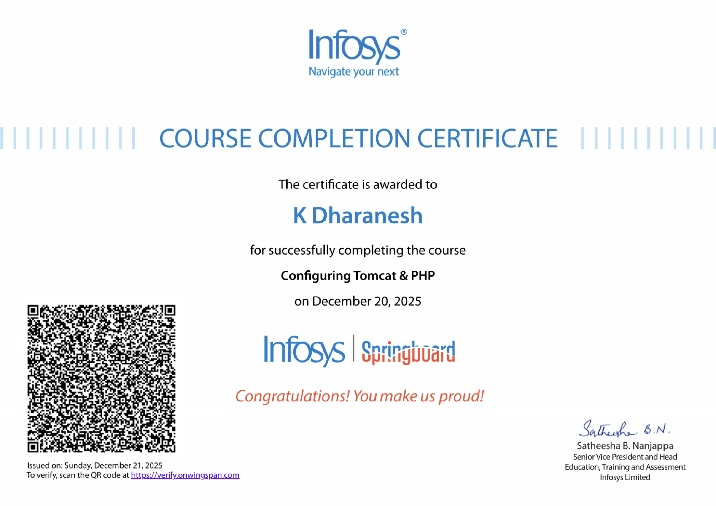 Infosys®
Navigate your next
COURSE COMPLETION CERTIFICATE
The certificate is awarded to
K Dharanesh
for successfully completing the course
Configuring Tomcat & PHP
on December 20, 2025
Infosys | Springboard
Congratulations! You make us proud!
Satheesha B.N.
Satheesha B. Nanjappa
Senior Vice President and Head
Education, Training and Assessment
Infosys Limited
Issued on: Sunday, December 21, 2025
To verify, scan the QR code at https://verify.onwingspan.com